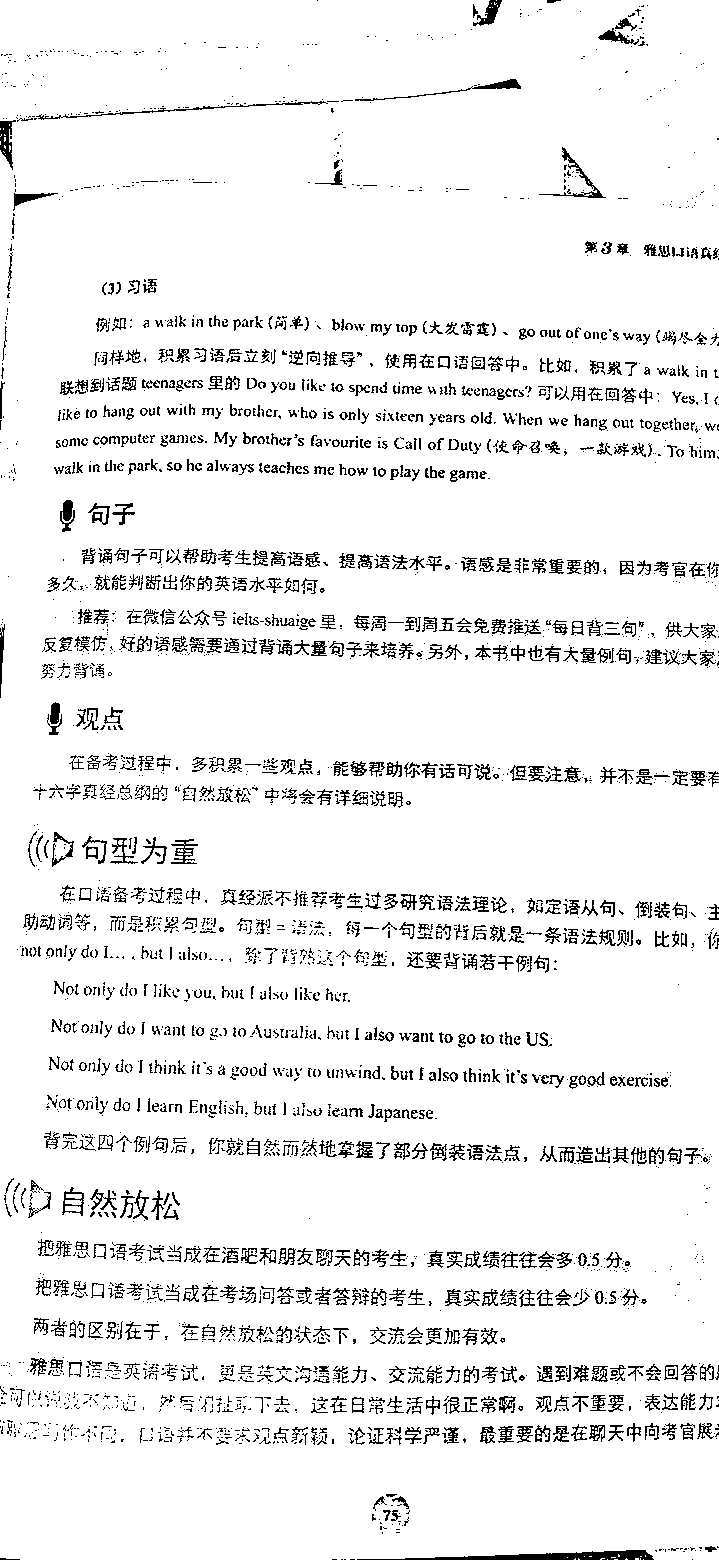 第3章 雅思口语真经
(3) 习语
例如：a walk in the park (简单)、blow my top (大发雷霆)、go out of one's way (竭尽全力
同样地，积累习语后立刻“逆向推导”，使用在口语回答中。比如，积累了 a walk in t
联想到话题 teenagers 里的 Do you like to spend time with teenagers? 可以用在回答中：Yes, I
like to hang out with my brother, who is only sixteen years old. When we hang out together, we
some computer games. My brother's favourite is Call of Duty (使命召唤，一款游戏). To him,
walk in the park, so he always teaches me how to play the game.
句子
背诵句子可以帮助考生提高语感、提高语法水平。语感是非常重要的，因为考官在你
多久，就能判断出你的英语水平如何。
推荐：在微信公众号 ielts-shuaige 里，每周一到周五会免费推送“每日背三句”，供大家
反复模仿，好的语感需要通过背诵大量句子来培养。另外，本书中也有大量例句，建议大家
努力背诵。
观点
在备考过程中，多积累一些观点，能够帮助你有话可说。但要注意，并不是一定要有
十六字真经总纲的“自然放松”中将会有详细说明。
句型为重
在口语备考过程中，真经派不推荐考生过多研究语法理论，如定语从句、倒装句、主
助动词等，而是积累句型。句型 = 语法，每一个句型的背后就是一条语法规则。比如，你
not only do I… , but I also…，除了背熟这个句型，还要背诵若干例句：
Not only do I like you, but I also like her.
Not only do I want to go to Australia, but I also want to go to the US.
Not only do I think it's a good way to unwind, but I also think it's very good exercise.
Not only do I learn English, but I also learn Japanese.
背完这四个例句后，你就自然而然地掌握了部分倒装语法点，从而造出其他的句子。
自然放松
把雅思口语考试当成在酒吧和朋友聊天的考生，真实成绩往往会多 0.5 分。
把雅思口语考试当成在考场问答或者答辩的考生，真实成绩往往会少 0.5 分。
两者的区别在于，在自然放松的状态下，交流会更加有效。
雅思口语是英语考试，更是英文沟通能力、交流能力的考试。遇到难题或不会回答的
全可以说我不知道，然后闲扯聊下去，这在日常生活中很正常啊。观点不重要，表达能力
写作不同，口语并不要求观点新颖，论证科学严谨，最重要的是在聊天中向考官展
75